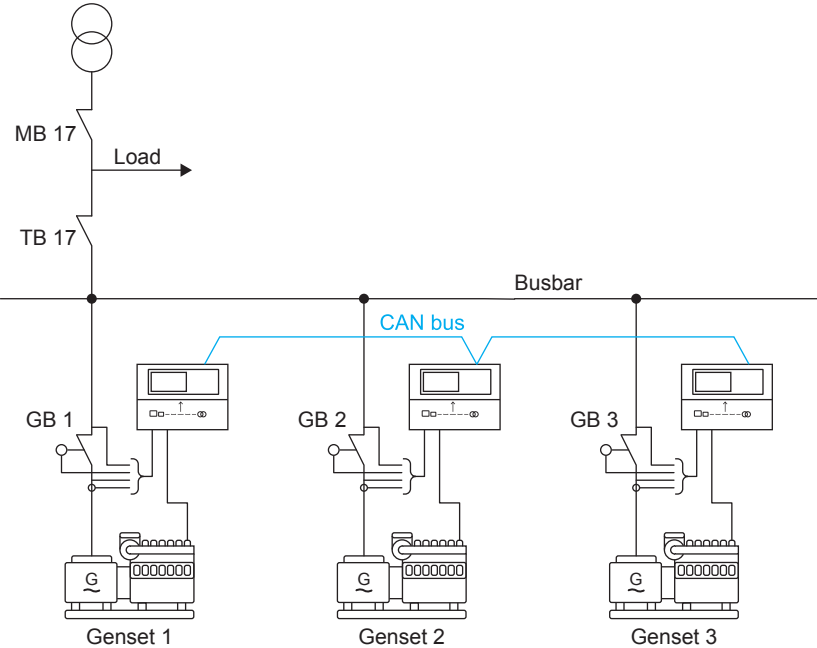 MB 17
Load
TB 17
Busbar
CAN bus
GB 1
GB 2
GB 3
G
G
G
Genset 1
Genset 2
Genset 3